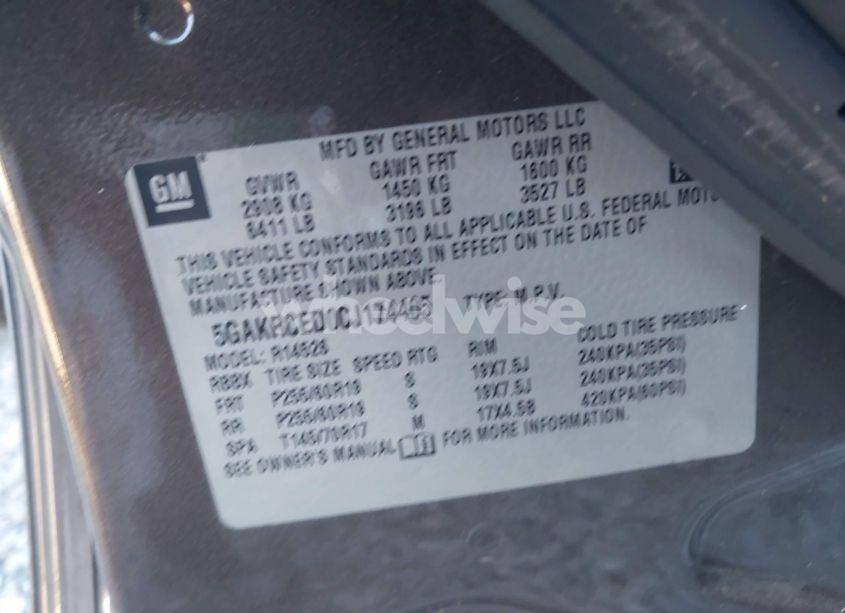 MFD BY GENERAL MOTORS LLC
GM
GVWR GAWR FRT GAWR RR
2908 KG 1450 KG 1600 KG
6411 LB 3196 LB 3527 LB
THIS VEHICLE CONFORMS TO ALL APPLICABLE U.S. FEDERAL MOTOR
VEHICLE SAFETY STANDARDS IN EFFECT ON THE DATE OF
MANUFACTURE SHOWN ABOVE.
TYPE: M.P.V.
wheelwise
MODEL: R14526
RBBX TIRE SIZE SPEED RTG RIM COLD TIRE PRESSURE
FRT P255/60R19 S 19X7.5J 240KPA(35PSI)
RR P255/60R19 S 19X7.5J 240KPA(35PSI)
SPA T145/70R17 M 17X4.5B 420KPA(60PSI)
SEE OWNER'S MANUAL FOR MORE INFORMATION.